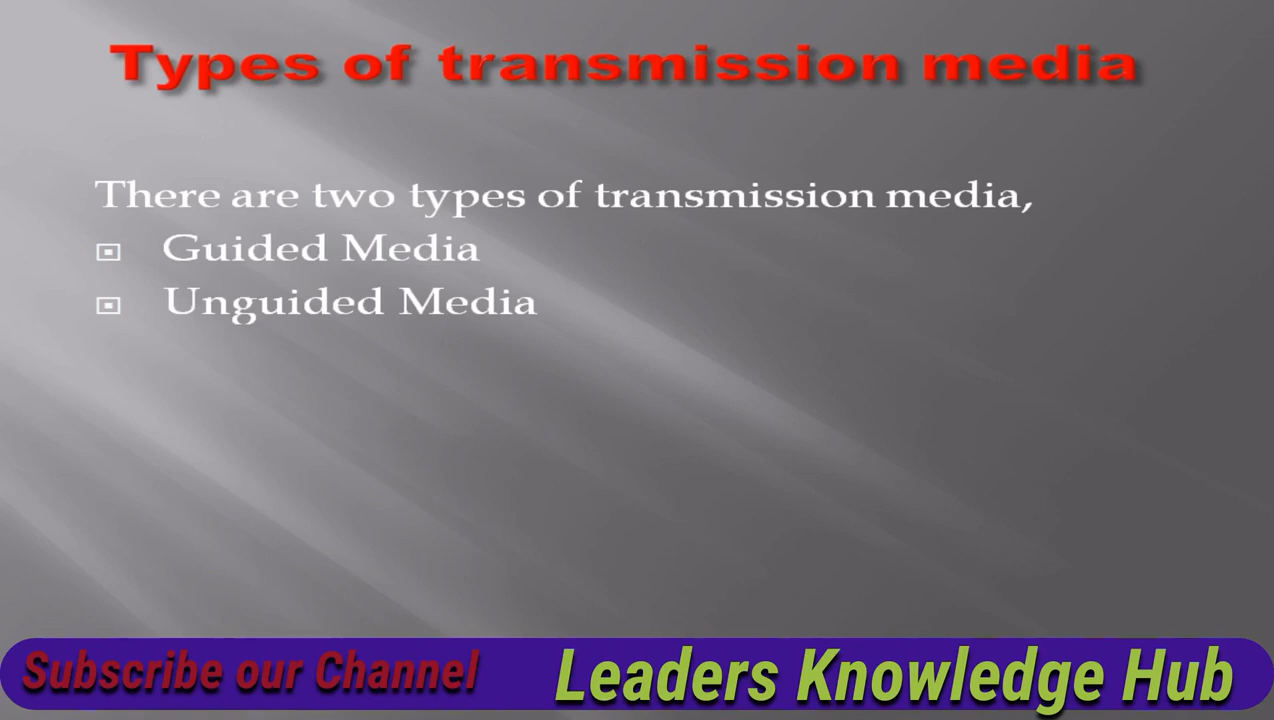 Types of transmission media
There are two types of transmission media,
Guided Media
Unguided Media
Subscribe our Channel
Leaders Knowledge Hub